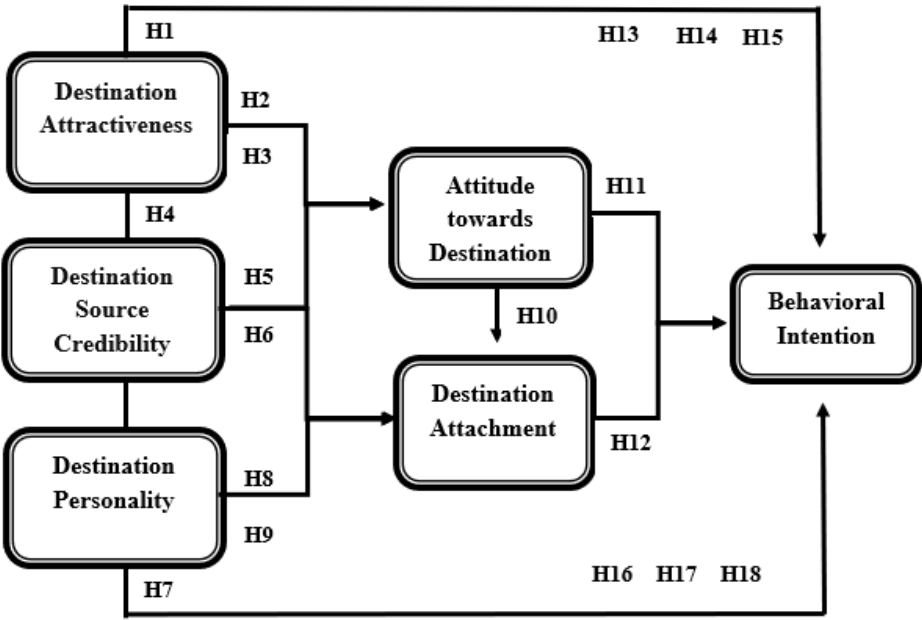 H1
H13 H14 H15
Destination
Attractiveness
H2
H3
H4
Attitude
towards
Destination
H11
Destination
Source
Credibility
H5
H6
H10
Behavioral
Intention
Destination
Attachment
H12
Destination
Personality
H8
H9
H7
H16 H17 H18